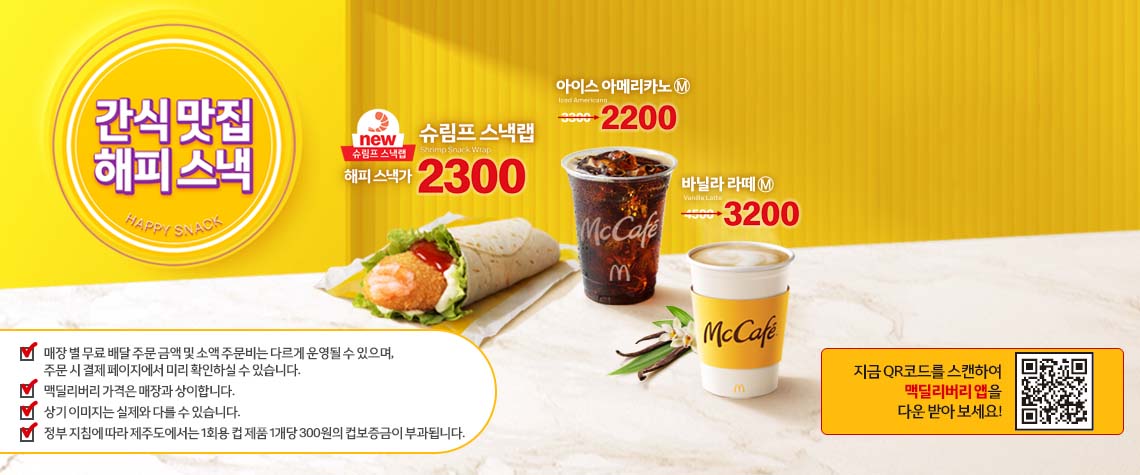 간식 맛집
해피 스낵
HAPPY SNACK
new
슈림프 스낵랩
슈림프 스낵랩
Shrimp Snack Wrap
해피 스낵가 2300
아이스 아메리카노 Ⓜ
Iced Americano
3300 2200
바닐라 라떼 Ⓜ
Vanilla Latte
4500 3200
McCafé
McCafé
매장 별 무료 배달 주문 금액 및 소액 주문비는 다르게 운영될 수 있으며,
주문 시 결제 페이지에서 미리 확인하실 수 있습니다.
맥딜리버리 가격은 매장과 상이합니다.
상기 이미지는 실제와 다를 수 있습니다.
정부 지침에 따라 제주도에서는 1회용 컵 제품 1개당 300원의 컵보증금이 부과됩니다.
지금 QR코드를 스캔하여
맥딜리버리 앱을
다운 받아 보세요!